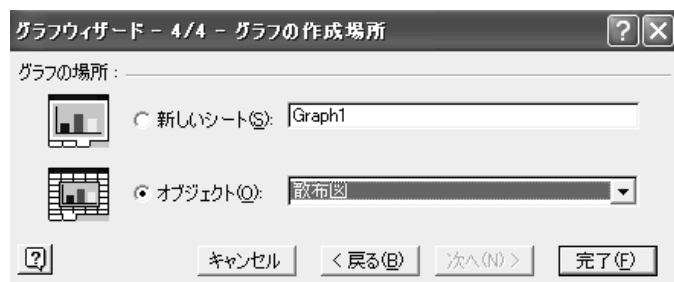 グラフウィザード - 4/4 - グラフの作成場所
グラフの場所:
新しいシート(S): Graph1
オブジェクト(O): 散布図
キャンセル < 戻る(B) 次へ(N) > 完了(F)